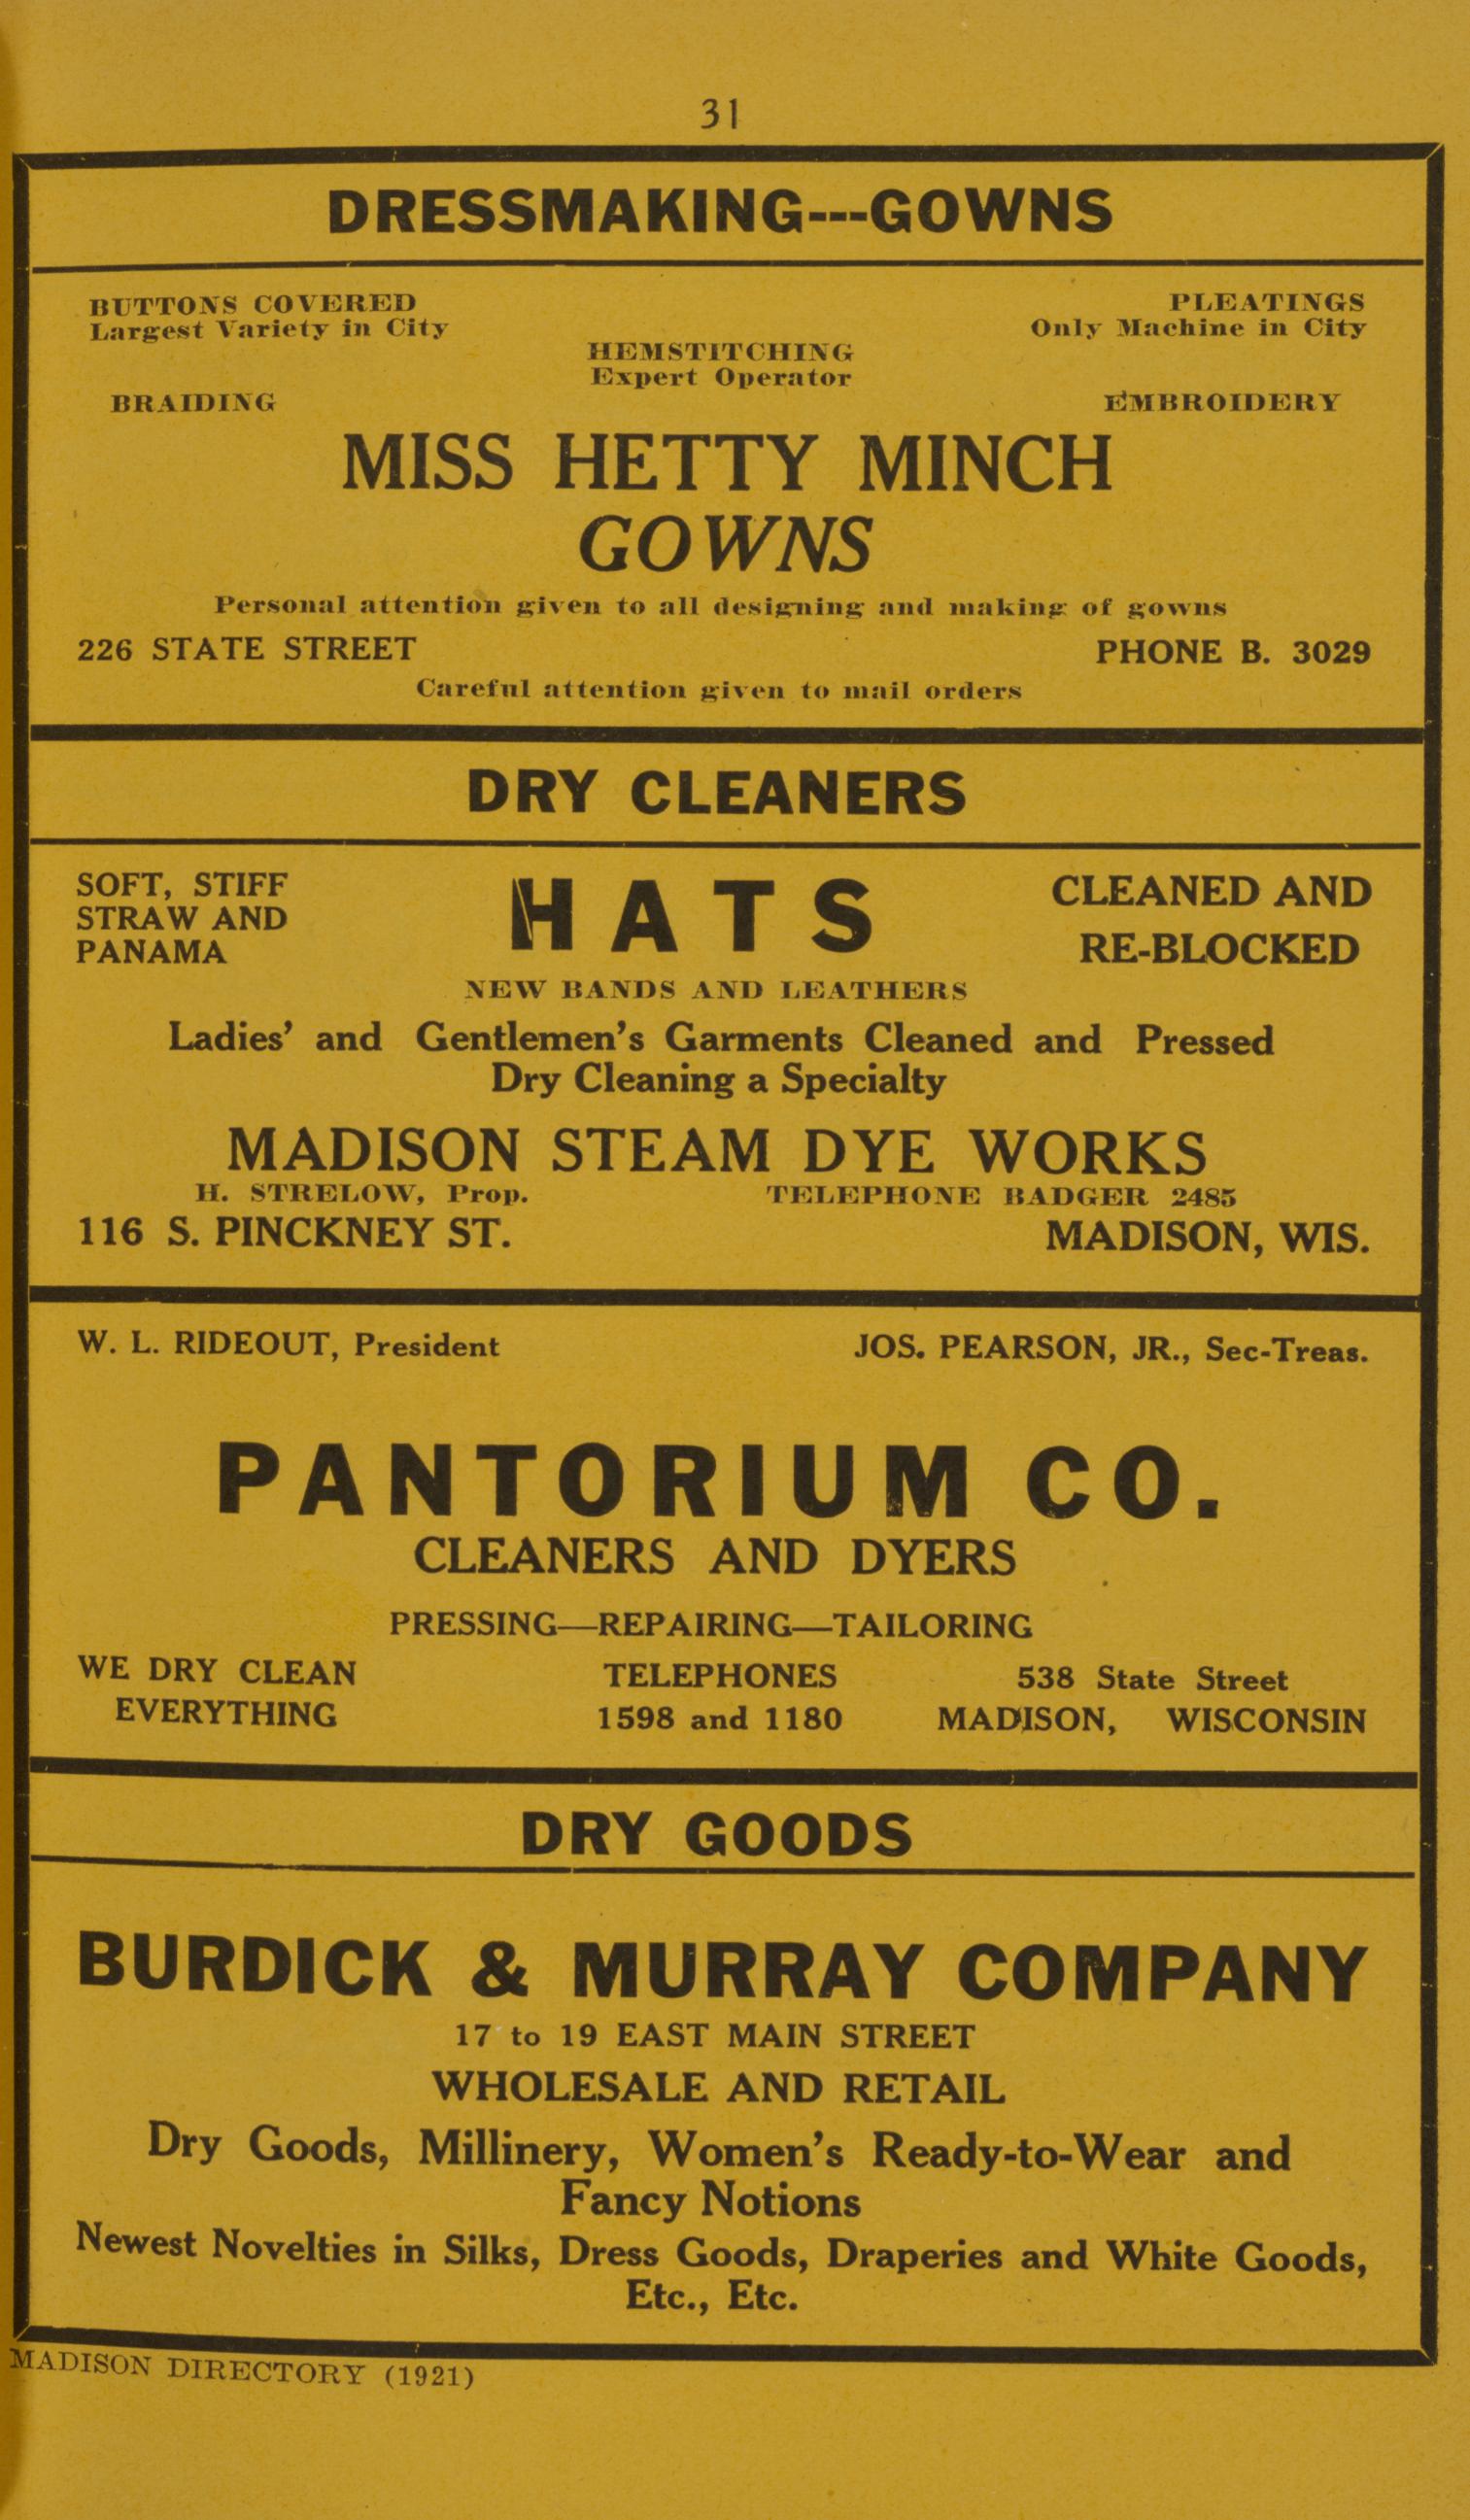 31
DRESSMAKING---GOWNS
BUTTONS COVERED
Largest Variety in City
PLEATINGS
Only Machine in City
HEMSTITCHING
Expert Operator
BRAIDING
EMBROIDERY
MISS HETTY MINCH
GOWNS
Personal attention given to all designing and making of gowns
226 STATE STREET PHONE B. 3029
Careful attention given to mail orders
DRY CLEANERS
SOFT, STIFF
STRAW AND
PANAMA
HATS
CLEANED AND
RE-BLOCKED
NEW BANDS AND LEATHERS
Ladies' and Gentlemen's Garments Cleaned and Pressed
Dry Cleaning a Specialty
MADISON STEAM DYE WORKS
H. STRELOW, Prop. TELEPHONE BADGER 2485
116 S. PINCKNEY ST. MADISON, WIS.
W. L. RIDEOUT, President JOS. PEARSON, JR., Sec-Treas.
PANTORIUM CO.
CLEANERS AND DYERS
PRESSING—REPAIRING—TAILORING
WE DRY CLEAN
EVERYTHING
TELEPHONES
1598 and 1180
538 State Street
MADISON, WISCONSIN
DRY GOODS
BURDICK & MURRAY COMPANY
17 to 19 EAST MAIN STREET
WHOLESALE AND RETAIL
Dry Goods, Millinery, Women's Ready-to-Wear and
Fancy Notions
Newest Novelties in Silks, Dress Goods, Draperies and White Goods,
Etc., Etc.
MADISON DIRECTORY (1921)